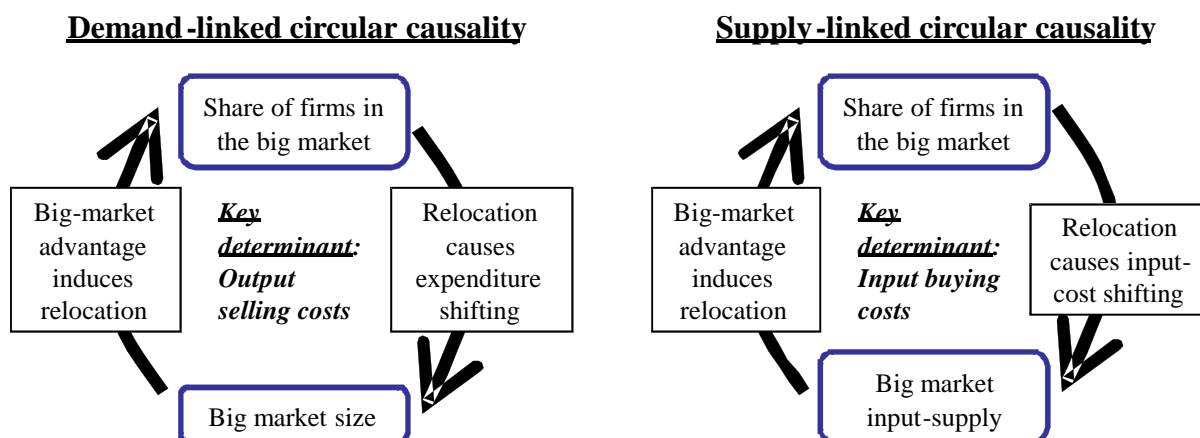 Demand-linked circular causality
Share of firms in
the big market
Big-market
advantage
induces
relocation
Key
determinant:
Output
selling costs
Relocation
causes
expenditure
shifting
Big market size
Supply-linked circular causality
Share of firms in
the big market
Big-market
advantage
induces
relocation
Key
determinant:
Input buying
costs
Relocation
causes input-
cost shifting
Big market
input-supply